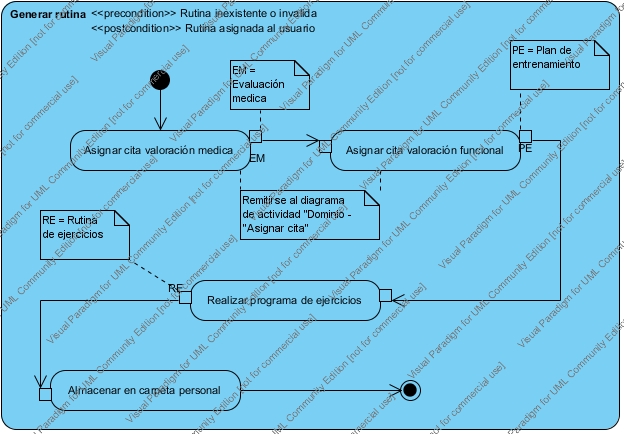 Generar rutina <<precondition>> Rutina inexistente o invalida
<<postcondition>> Rutina asignada al usuario
EM =
Evaluación
medica
PE = Plan de
entrenamiento
Asignar cita valoración medica
EM
Asignar cita valoración funcional
PE
Remitirse al diagrama
de actividad "Dominio -
"Asignar cita"
RE = Rutina
de ejercicios
RE
Realizar programa de ejercicios
Almacenar en carpeta personal
Visual Paradigm for UML Community Edition [not for commercial use]